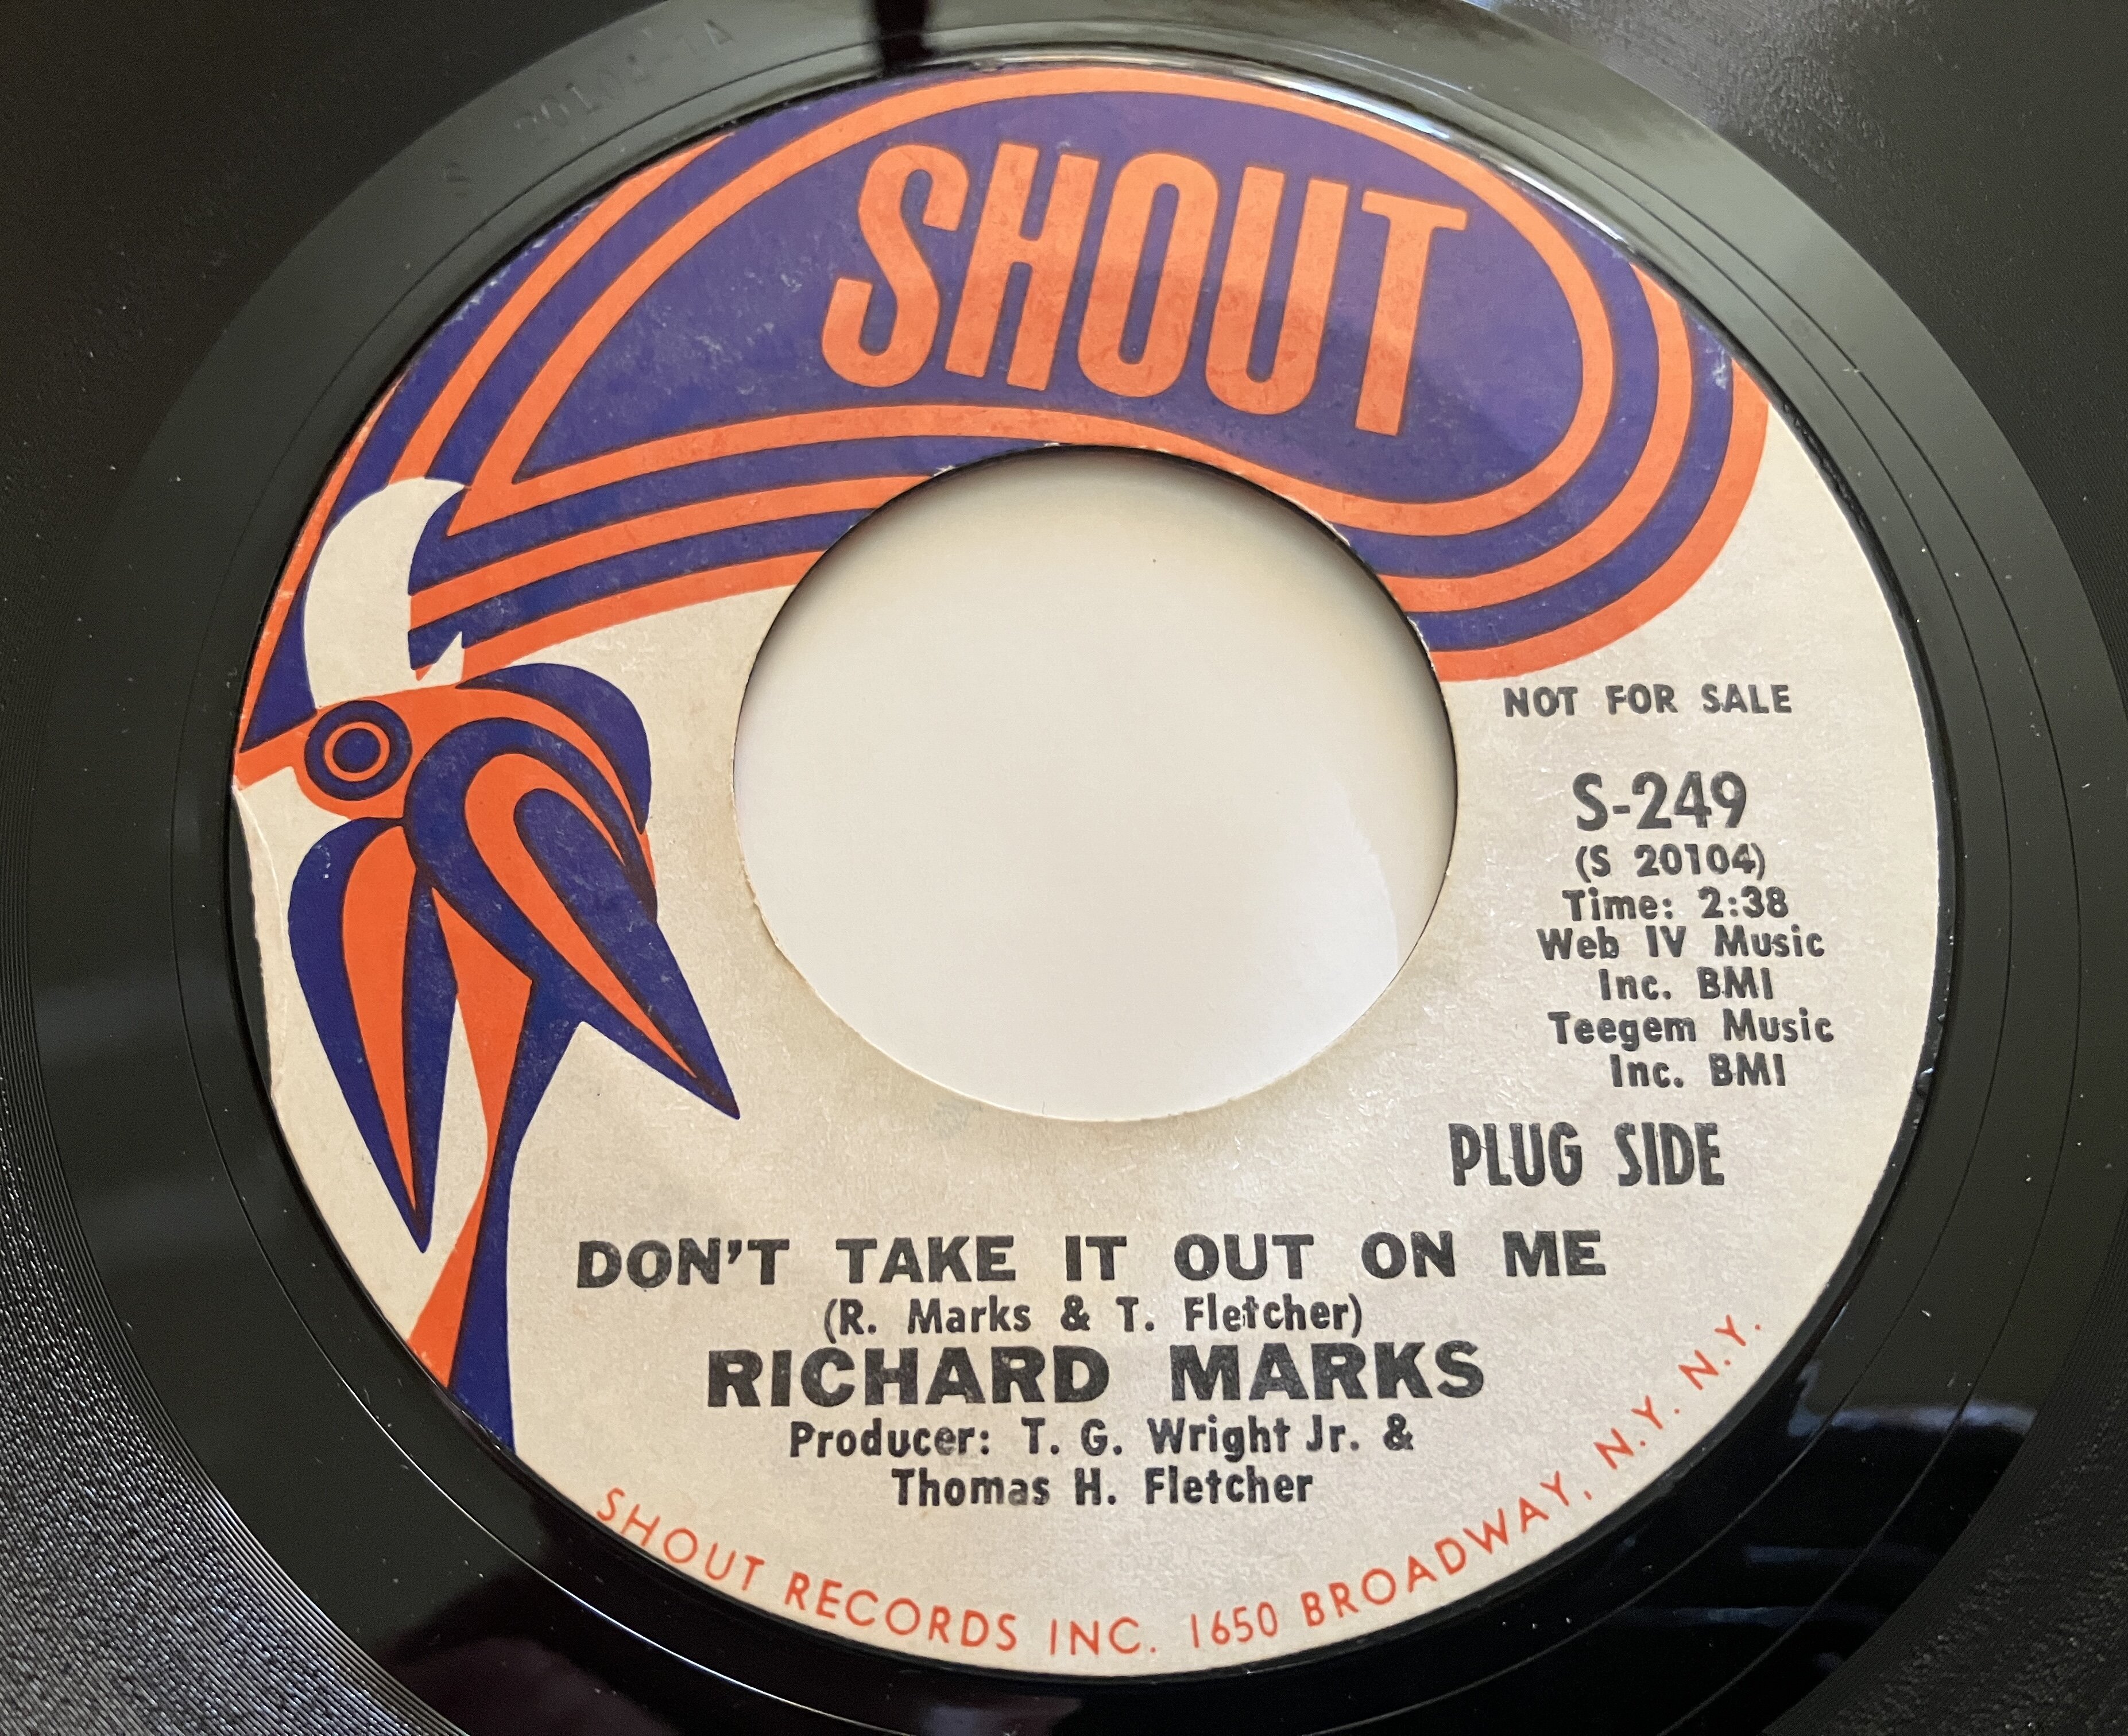 SHOUT
NOT FOR SALE
S-249
(S 20104)
Time: 2:38
Web IV Music
Inc. BMI
Teegem Music
Inc. BMI
PLUG SIDE
DON'T TAKE IT OUT ON ME
(R. Marks & T. Fletcher)
RICHARD MARKS
Producer: T. G. Wright Jr. &
Thomas H. Fletcher
SHOUT RECORDS INC. 1650 BROADWAY, N.Y. N.Y.